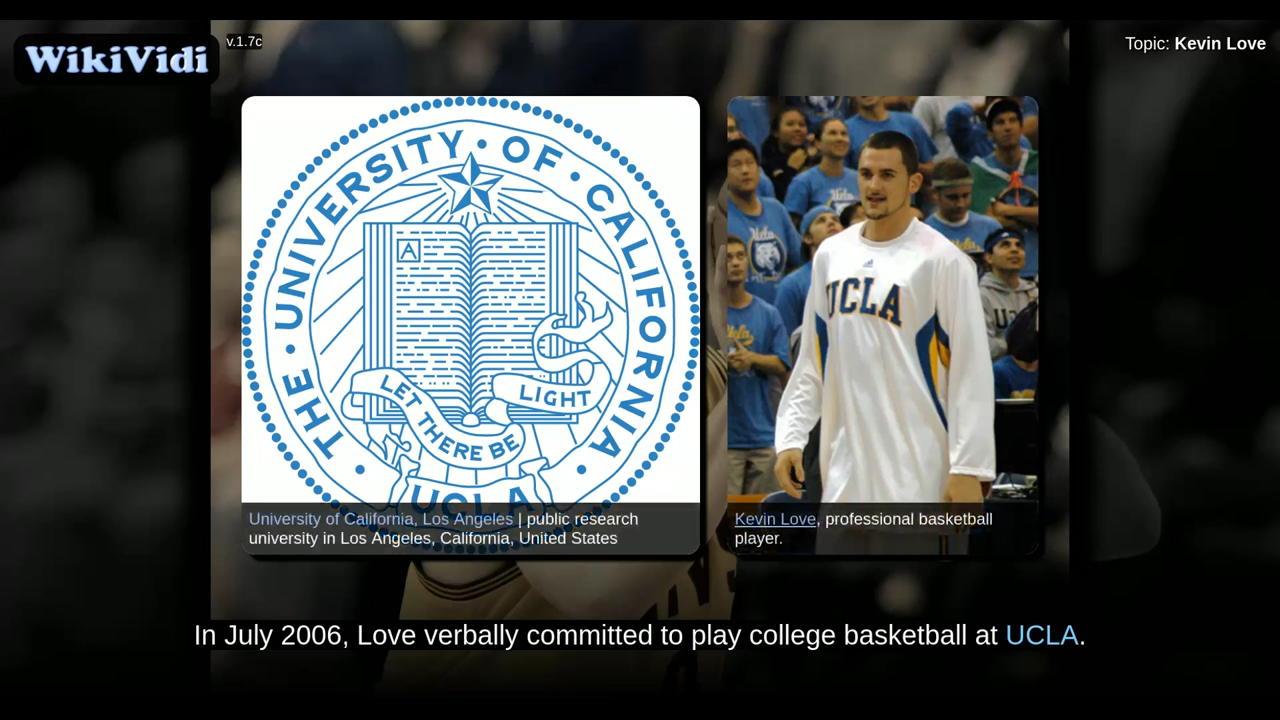 WikiVidi
v.1.7c
Topic: Kevin Love
THE · UNIVERSITY · OF · CALIFORNIA
A
LET THERE BE
LIGHT
UCLA
University of California, Los Angeles | public research
university in Los Angeles, California, United States
UCLA
Kevin Love, professional basketball
player.
In July 2006, Love verbally committed to play college basketball at UCLA.